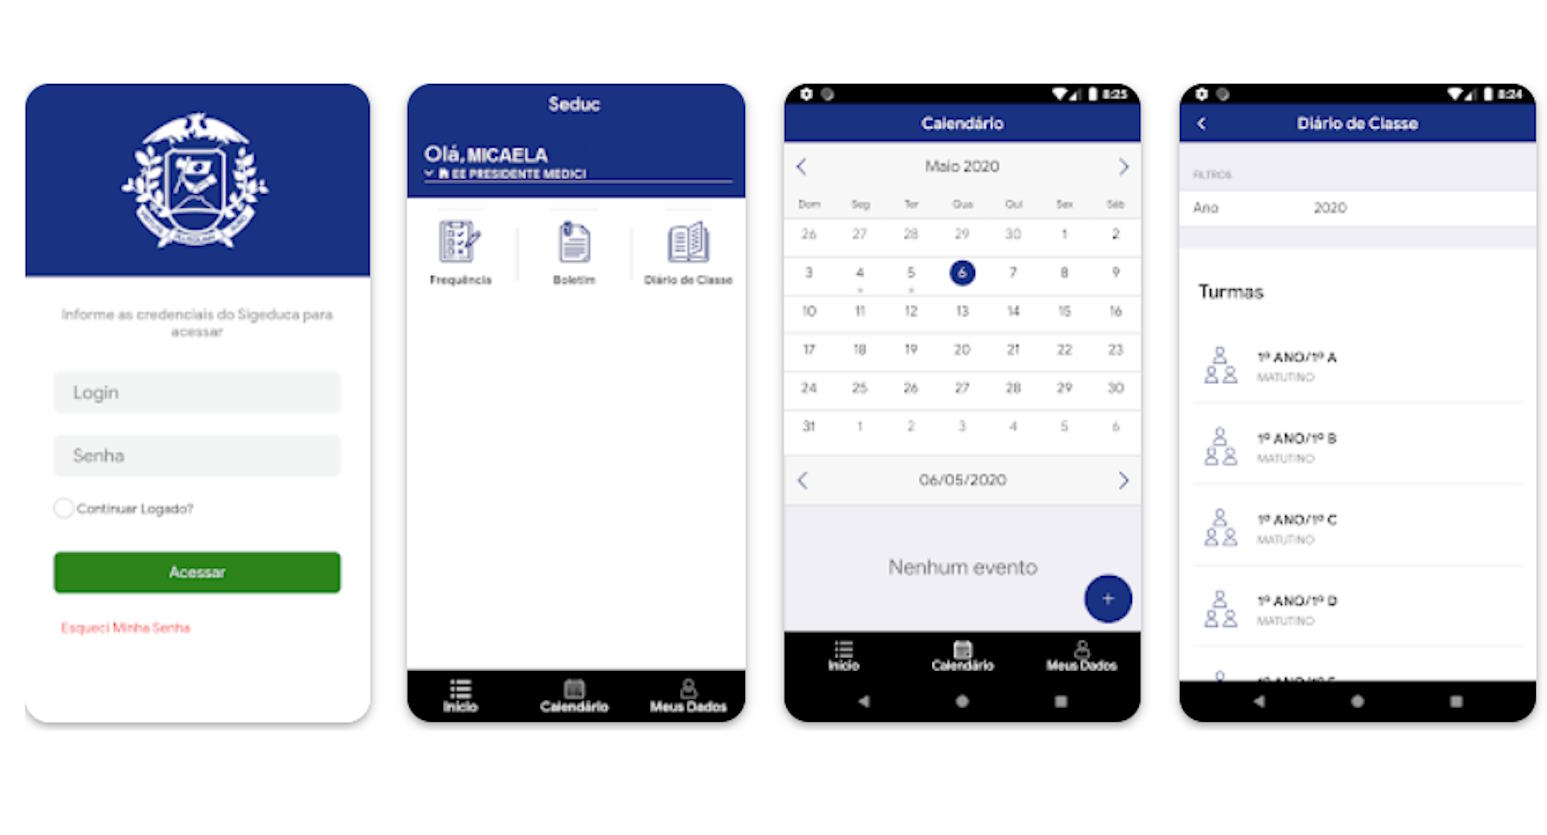 Informe as credenciais do Sigeduca para
acessar
Login
Senha
Continuar Logado?
Acessar
Esqueci Minha Senha
Seduc
Olá, MICAELA
EE PRESIDENTE MEDICI
Frequência Boletim Diário de Classe
Início Calendário Meus Dados
8:25
Calendário
Maio 2020
Dom Seg Ter Qua Qui Sex Sáb
26 27 28 29 30 1 2
3 4 5 6 7 8 9
10 11 12 13 14 15 16
17 18 19 20 21 22 23
24 25 26 27 28 29 30
31 1 2 3 4 5 6
06/05/2020
Nenhum evento
+
Início Calendário Meus Dados
8:24
Diário de Classe
FILTROS
Ano 2020
Turmas
1º ANO/1º A
MATUTINO
1º ANO/1º B
MATUTINO
1º ANO/1º C
MATUTINO
1º ANO/1º D
MATUTINO